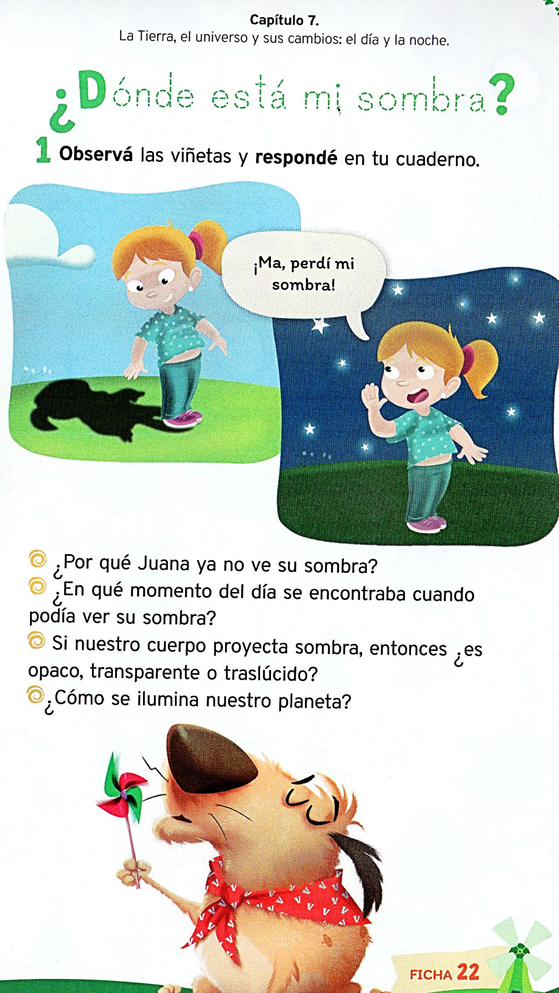 Capítulo 7.
La Tierra, el universo y sus cambios: el día y la noche.
¿Dónde está mi sombra?
1 Observá las viñetas y respondé en tu cuaderno.
¡Ma, perdí mi
sombra!
¿Por qué Juana ya no ve su sombra?
¿En qué momento del día se encontraba cuando
podía ver su sombra?
Si nuestro cuerpo proyecta sombra, entonces ¿es
opaco, transparente o traslúcido?
¿Cómo se ilumina nuestro planeta?
FICHA 22